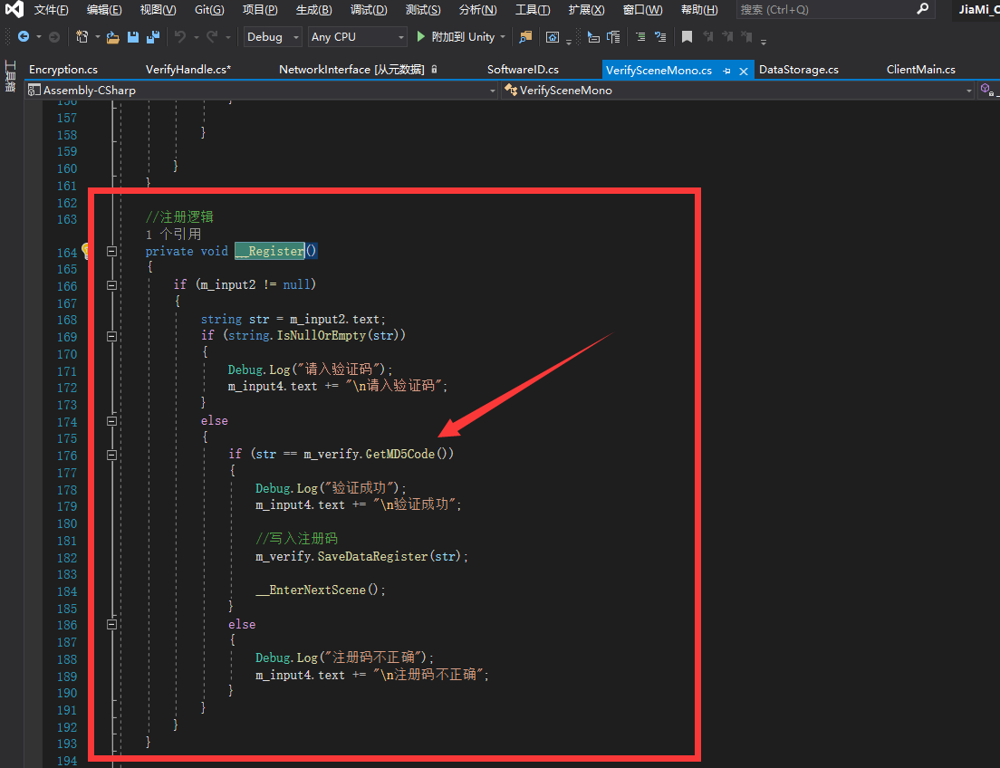 文件(F) 编辑(E) 视图(V) Git(G) 项目(P) 生成(B) 调试(D) 测试(S) 分析(N) 工具(T) 扩展(X) 窗口(W) 帮助(H) 搜索 (Ctrl+Q) JiaMi_C
Debug Any CPU 附加到 Unity
工具箱
Encryption.cs VerifyHandle.cs* NetworkInterface [从元数据] SoftwareID.cs VerifySceneMono.cs DataStorage.cs ClientMain.cs
Assembly-CSharp VerifySceneMono
156 }
157
158 }
159
160 }
161 }
162
163 //注册逻辑
1 个引用
164 private void __Register()
165 {
166 if (m_input2 != null)
167 {
168 string str = m_input2.text;
169 if (string.IsNullOrEmpty(str))
170 {
171 Debug.Log("请入验证码");
172 m_input4.text += "\n请入验证码";
173 }
174 else
175 {
176 if (str == m_verify.GetMD5Code())
177 {
178 Debug.Log("验证成功");
179 m_input4.text += "\n验证成功";
180
181 //写入注册码
182 m_verify.SaveDataRegister(str);
183
184 __EnterNextScene();
185 }
186 else
187 {
188 Debug.Log("注册码不正确");
189 m_input4.text += "\n注册码不正确";
190 }
191 }
192 }
193 }
194